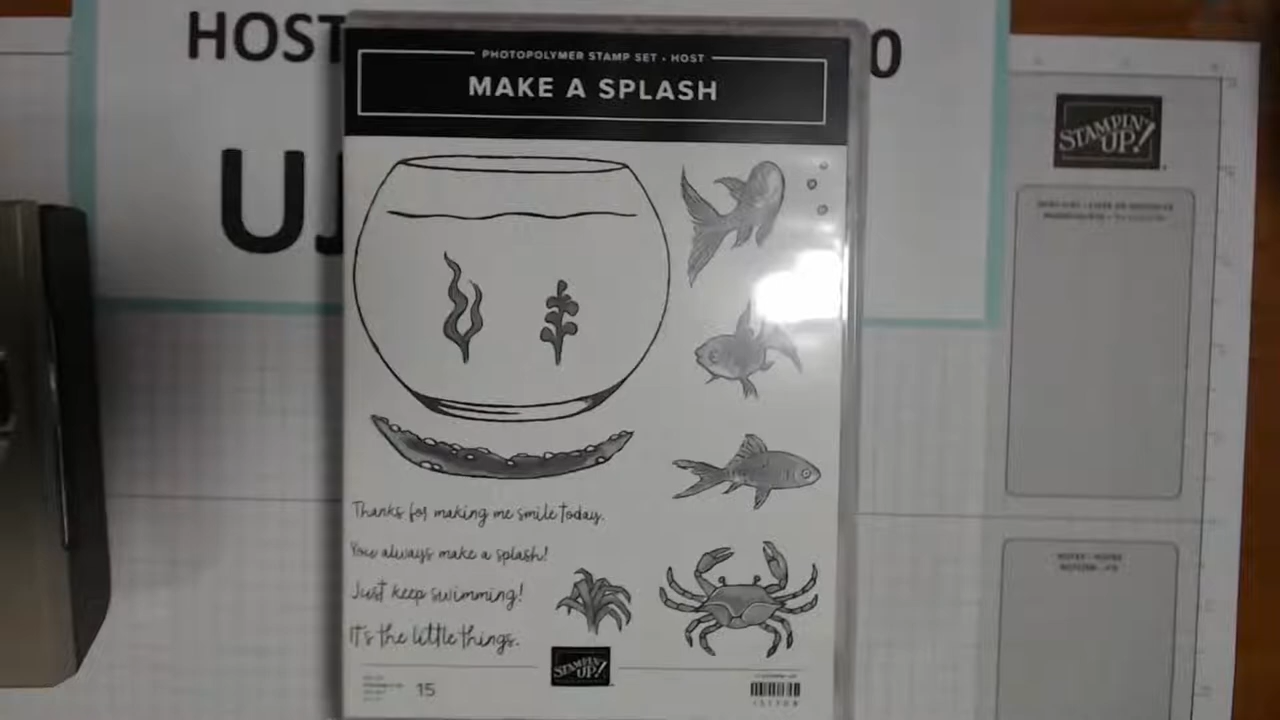 HOST
0
UJ
PHOTOPOLYMER STAMP SET • HOST
MAKE A SPLASH
Thanks for making me smile today.
You always make a splash!
Just keep swimming!
It's the little things.
STAMPIN' UP!
15
STAMPIN' UP!